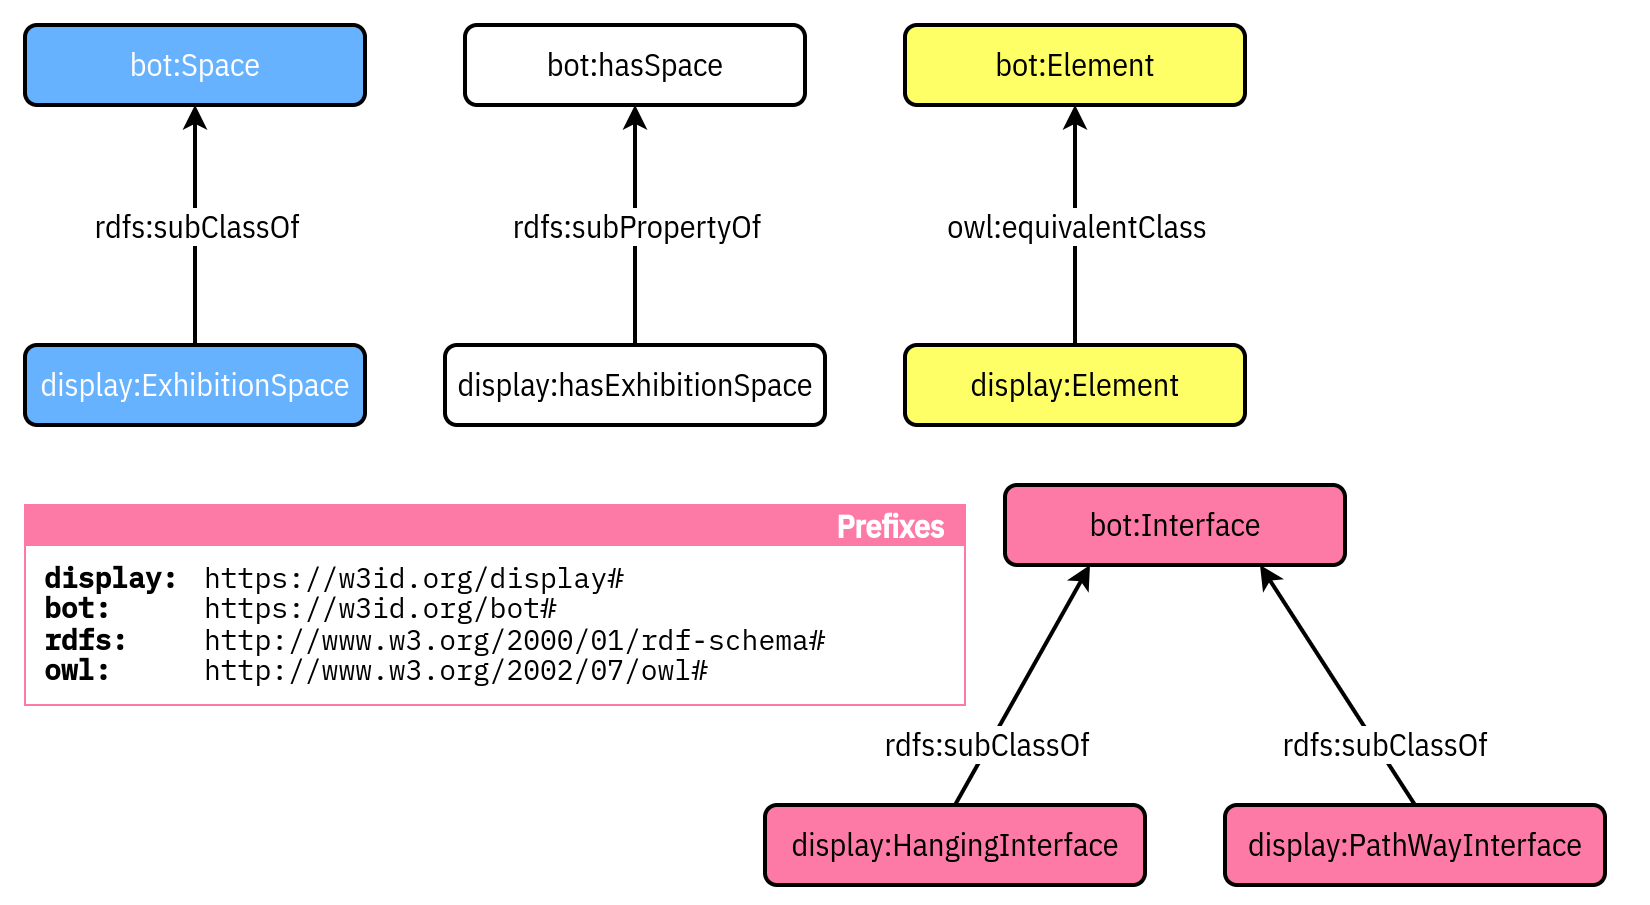 bot:Space
bot:hasSpace
bot:Element
rdfs:subClassOf
rdfs:subPropertyOf
owl:equivalentClass
display:ExhibitionSpace
display:hasExhibitionSpace
display:Element
Prefixes
display: https://w3id.org/display#
bot: https://w3id.org/bot#
rdfs: http://www.w3.org/2000/01/rdf-schema#
owl: http://www.w3.org/2002/07/owl#
bot:Interface
rdfs:subClassOf
rdfs:subClassOf
display:HangingInterface
display:PathWayInterface